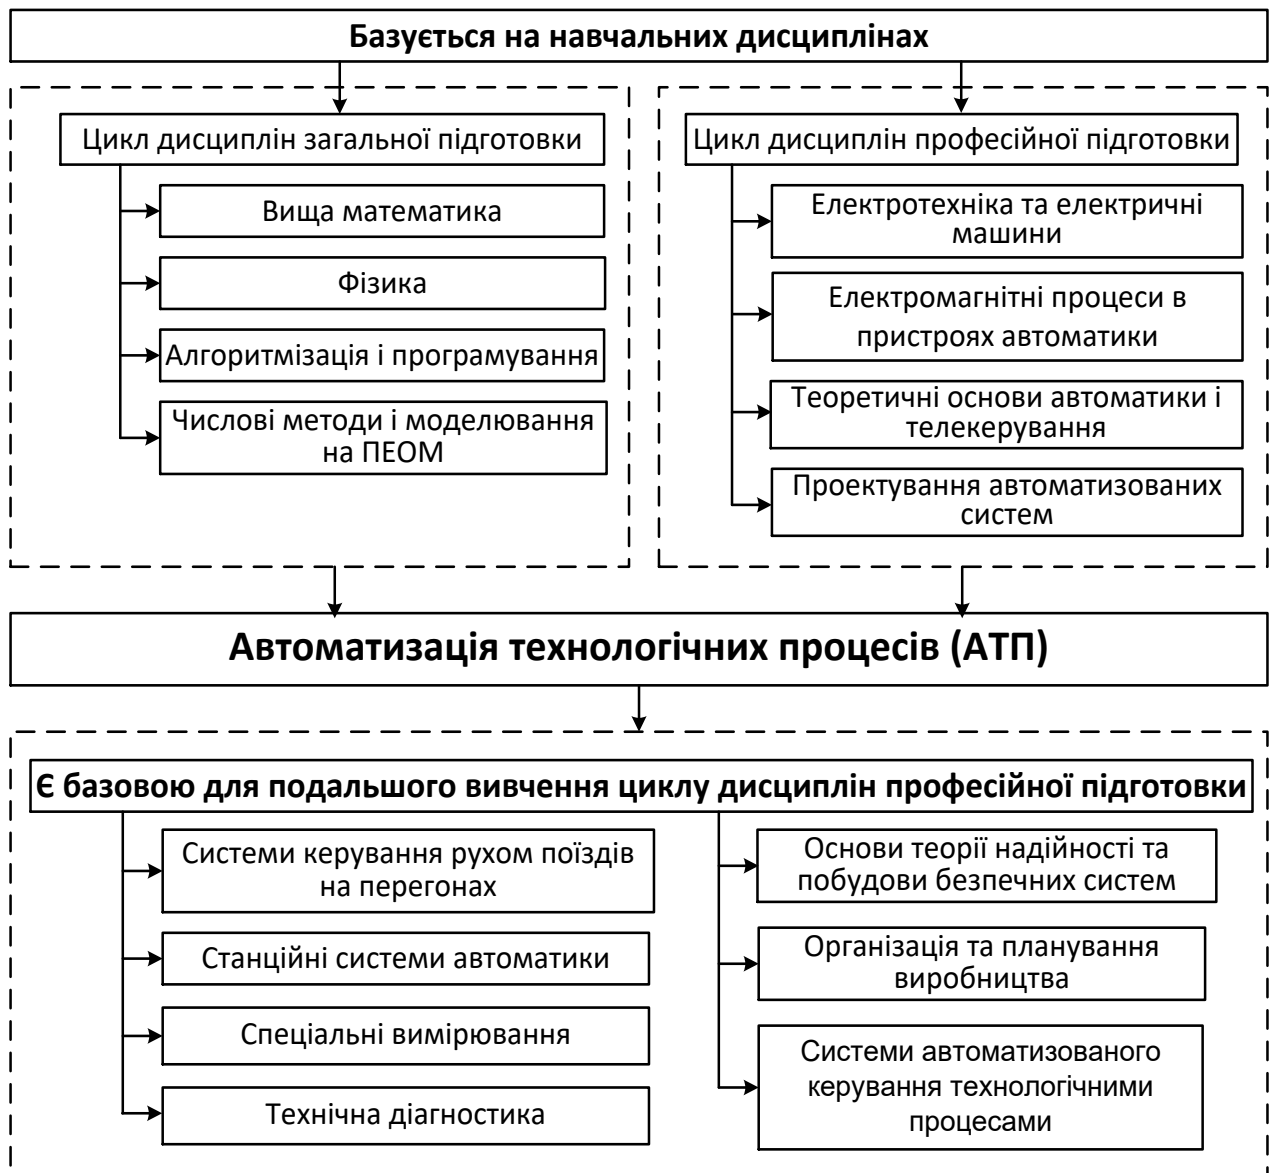 Базується на навчальних дисциплінах
Цикл дисциплін загальної підготовки
Вища математика
Фізика
Алгоритмізація і програмування
Числові методи і моделювання
на ПЕОМ
Цикл дисциплін професійної підготовки
Електротехніка та електричні
машини
Електромагнітні процеси в
пристроях автоматики
Теоретичні основи автоматики і
телекерування
Проектування автоматизованих
систем
Автоматизація технологічних процесів (АТП)
Є базовою для подальшого вивчення циклу дисциплін професійної підготовки
Системи керування рухом поїздів
на перегонах
Станційні системи автоматики
Спеціальні вимірювання
Технічна діагностика
Основи теорії надійності та
побудови безпечних систем
Організація та планування
виробництва
Системи автоматизованого
керування технологічними
процесами